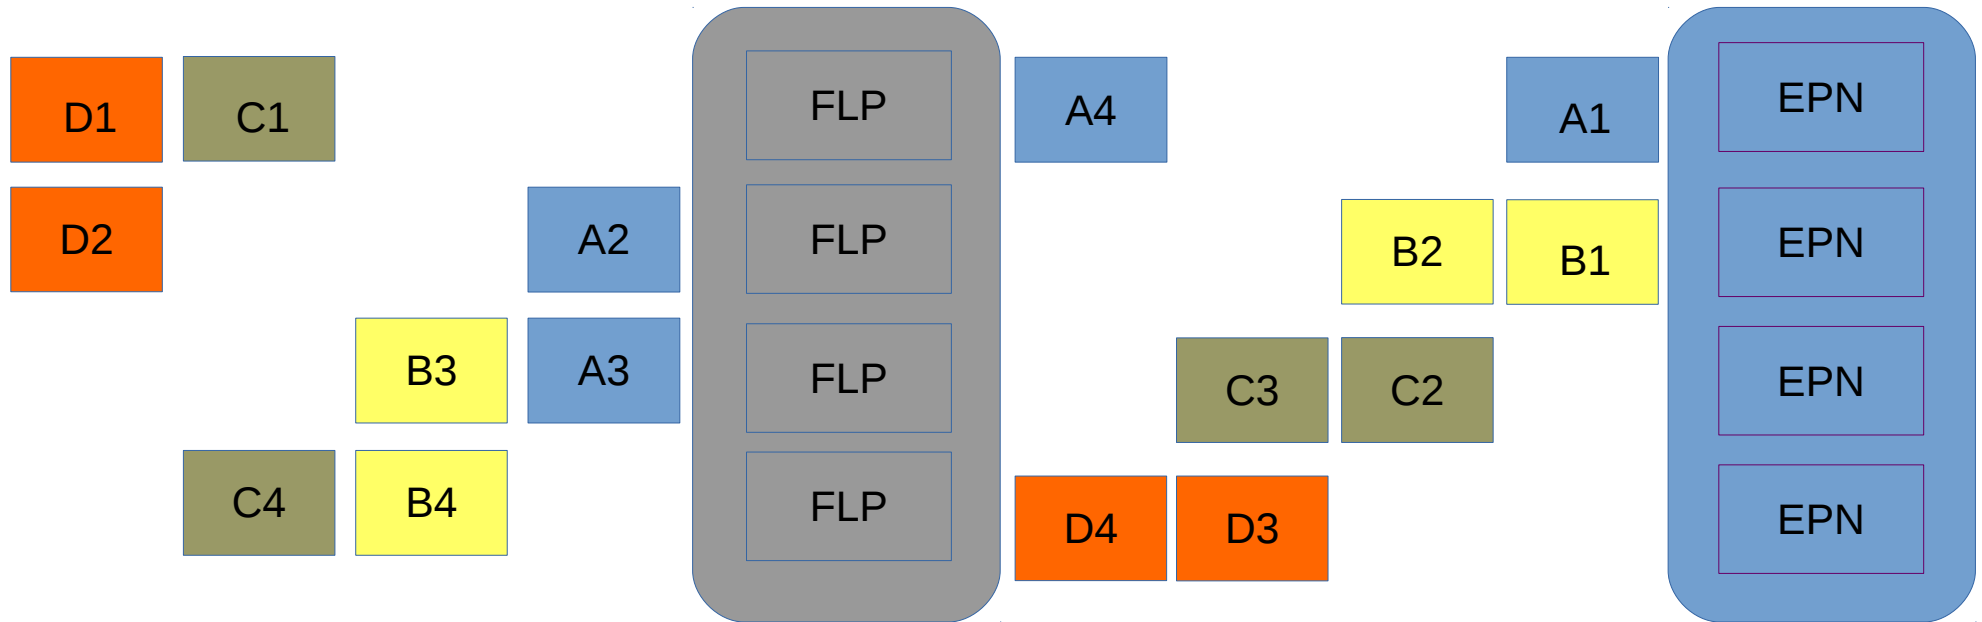 D1 C1 FLP A4 A1 EPN
D2 A2 FLP B2 B1 EPN
B3 A3 FLP C3 C2 EPN
C4 B4 FLP D4 D3 EPN